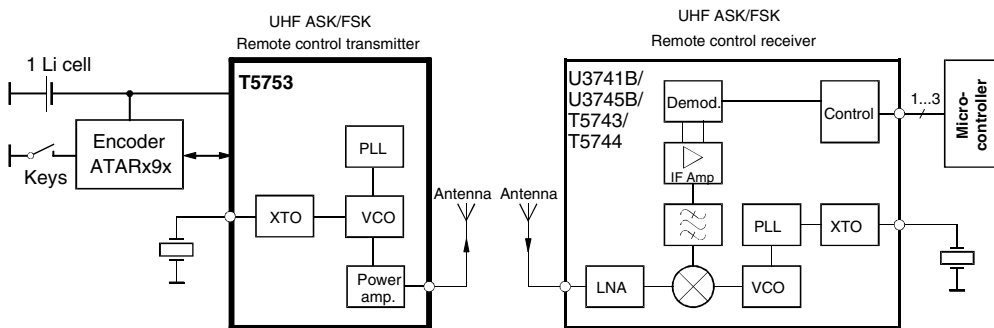 UHF ASK/FSK
Remote control transmitter
1 Li cell
T5753
Encoder
ATARx9x
Keys
PLL
XTO
VCO
Power
amp.
Antenna
Antenna
UHF ASK/FSK
Remote control receiver
U3741B/
U3745B/
T5743/
T5744
Demod.
Control
1...3
Micro-
controller
IF Amp
PLL
XTO
LNA
VCO